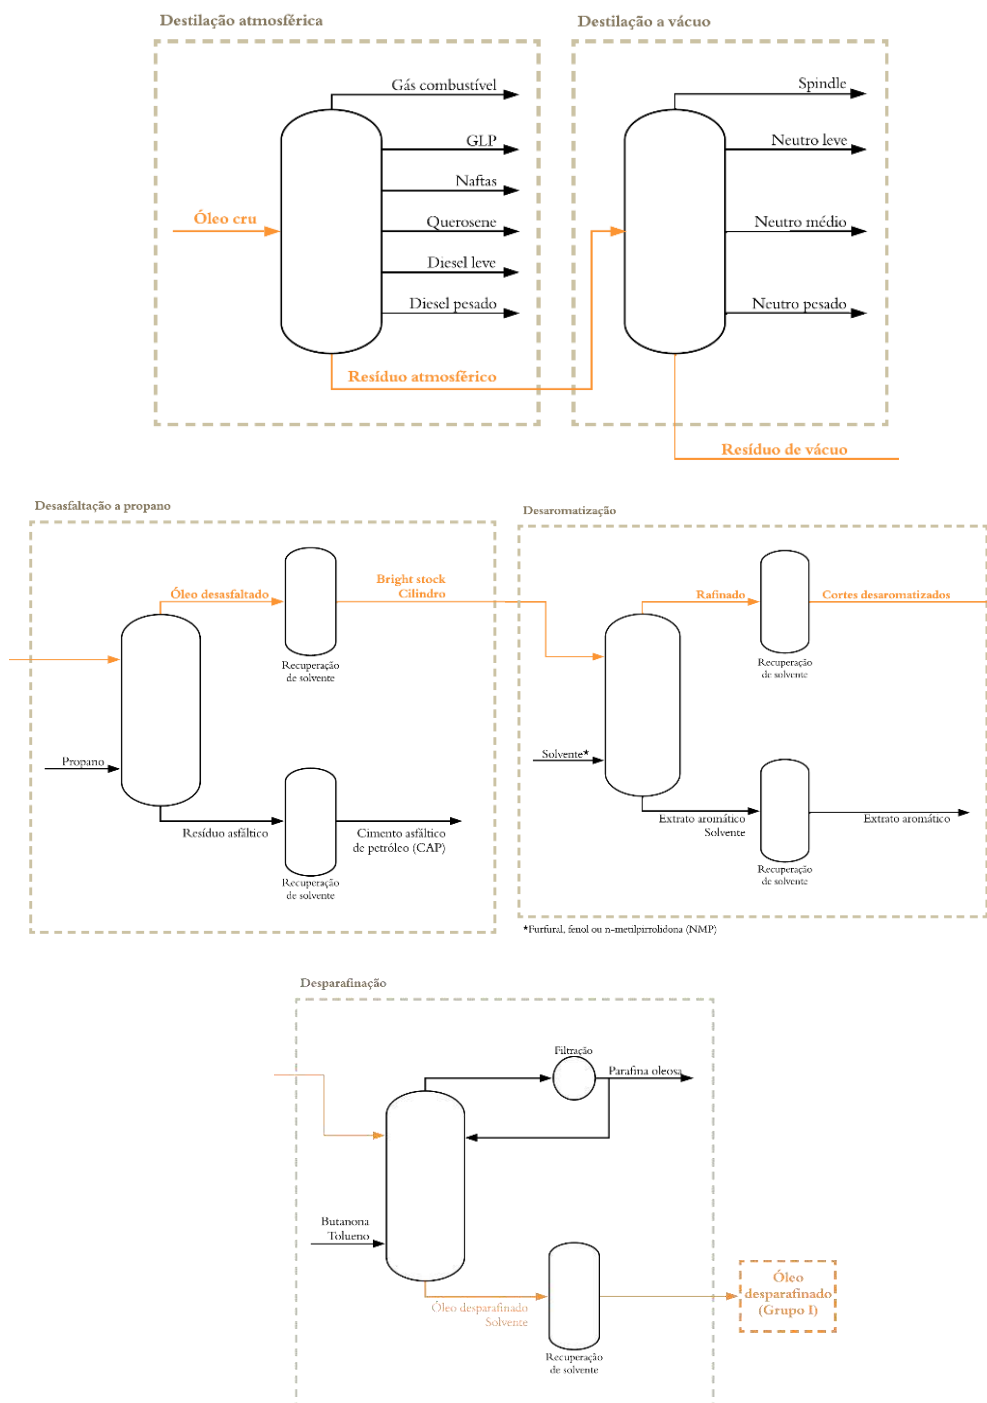 Destilação atmosférica
Destilação a vácuo
Gás combustível
GLP
Naftas
Óleo cru
Querosene
Diesel leve
Diesel pesado
Resíduo atmosférico
Spindle
Neutro leve
Neutro médio
Neutro pesado
Resíduo de vácuo
Desasfaltação a propano
Óleo desasfaltado
Bright stock
Cilindro
Recuperação
de solvente
Propano
Resíduo asfáltico
Cimento asfáltico
de petróleo (CAP)
Recuperação
de solvente
Desaromatização
Rafinado
Cortes desaromatizados
Recuperação
de solvente
Solvente*
Extrato aromático
Solvente
Extrato aromático
Recuperação
de solvente
*Furfural, fenol ou n-metilpirrolidona (NMP)
Desparafinação
Filtração
Parafina oleosa
Butanona
Tolueno
Óleo desparafinado
Solvente
Recuperação
de solvente
Óleo
desparafinado
(Grupo I)